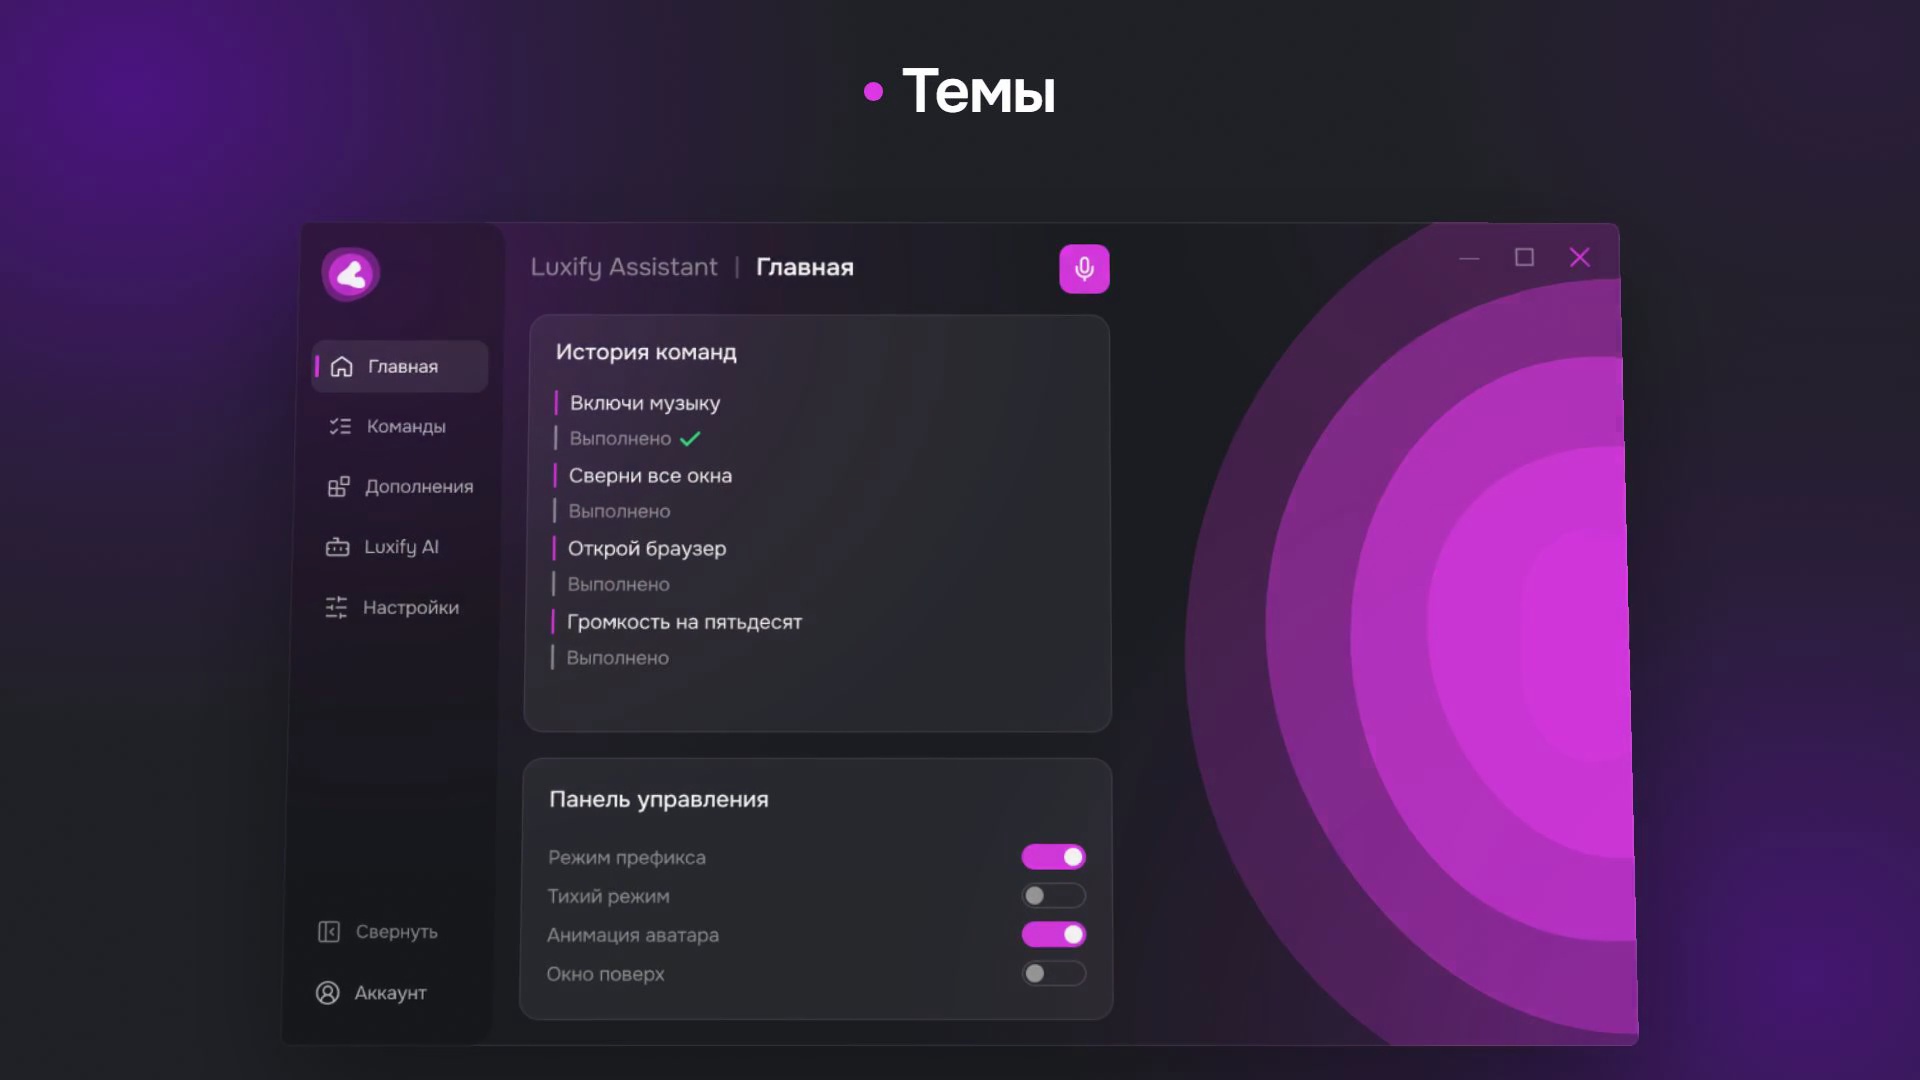 Темы
Luxify Assistant | Главная
Главная
Команды
Дополнения
Luxify AI
Настройки
Свернуть
Аккаунт
История команд
Включи музыку
Выполнено
Сверни все окна
Выполнено
Открой браузер
Выполнено
Громкость на пятьдесят
Выполнено
Панель управления
Режим префикса
Тихий режим
Анимация аватара
Окно поверх